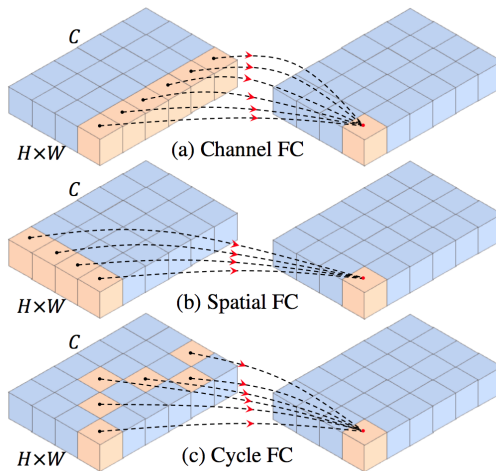 C
H×W
(a) Channel FC
C
H×W
(b) Spatial FC
C
H×W
(c) Cycle FC